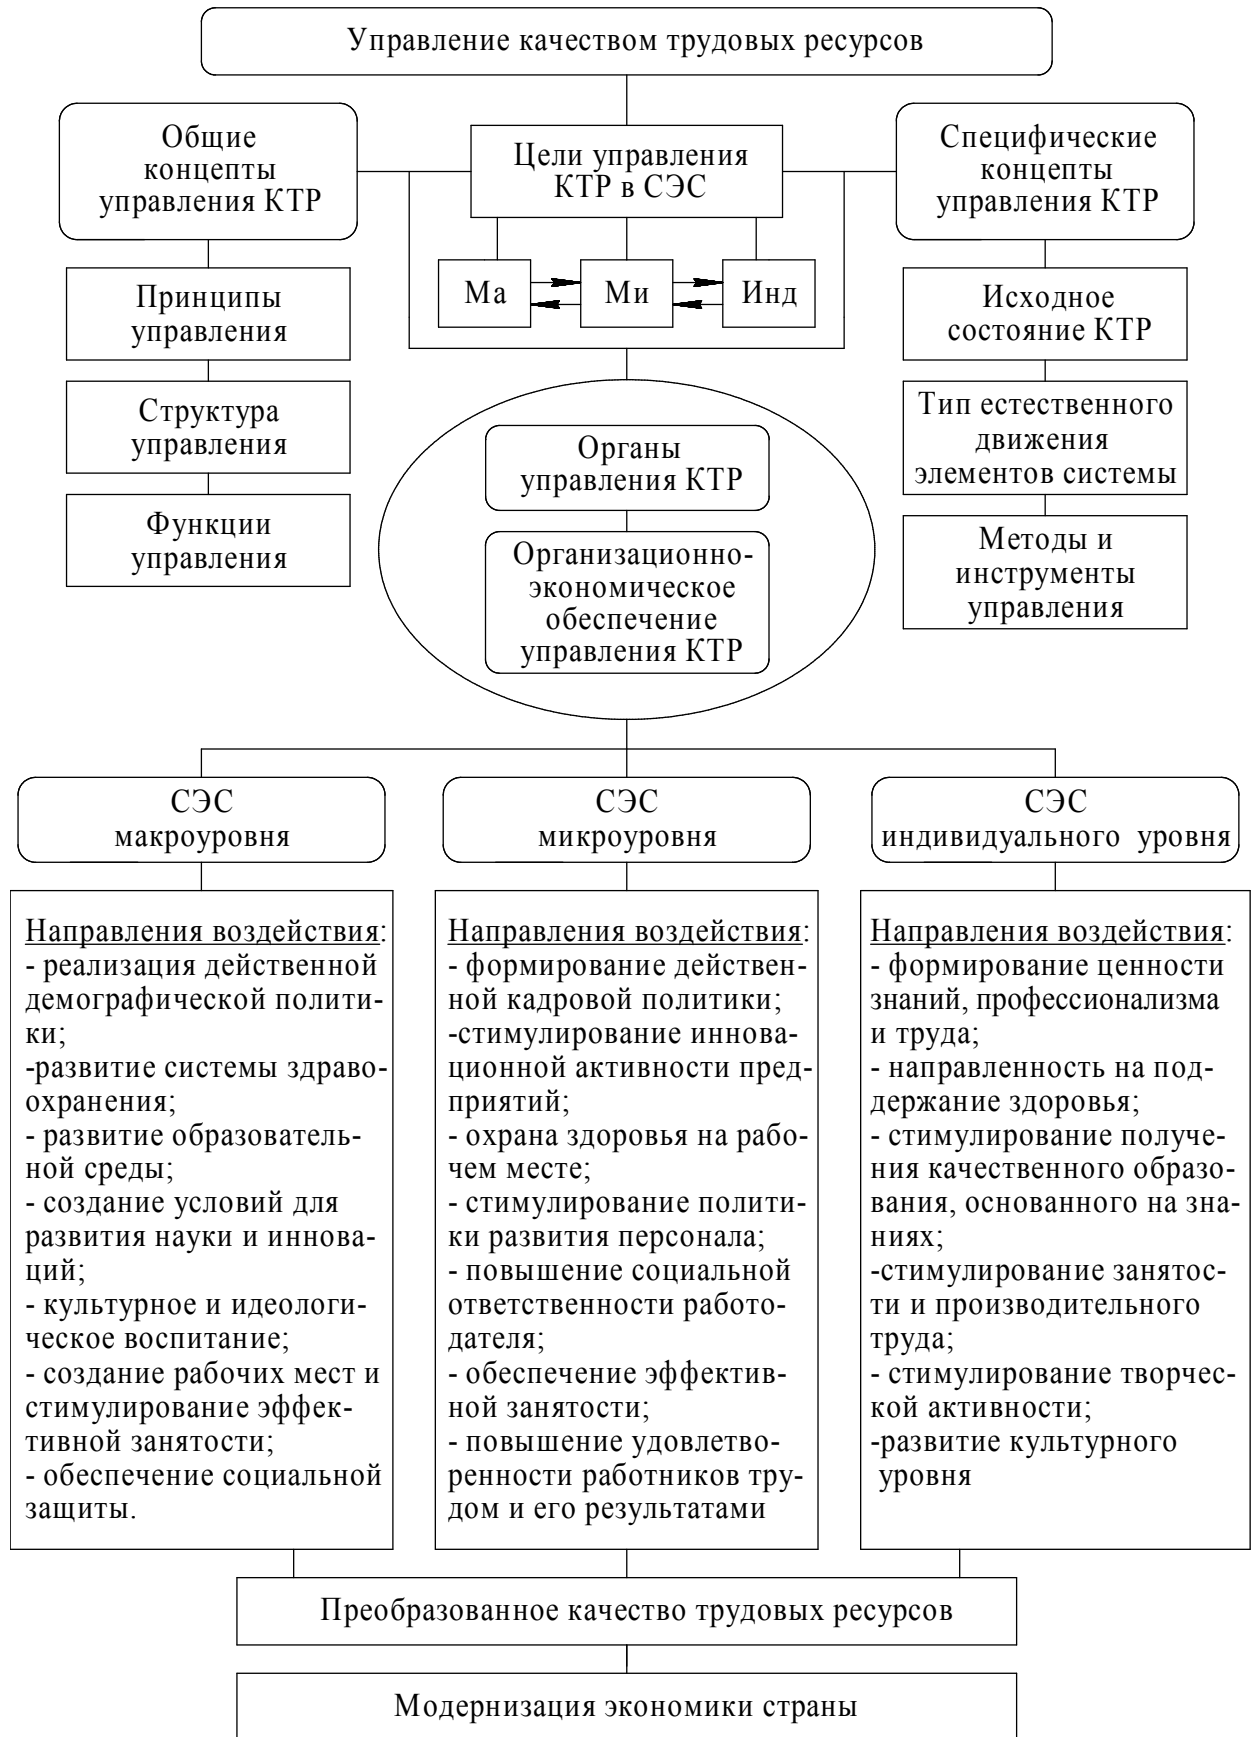 Управление качеством трудовых ресурсов
Общие
концепты
управления КТР
Цели управления
КТР в СЭС
Специфические
концепты
управления КТР
Ма
Ми
Инд
Принципы
управления
Структура
управления
Функции
управления
Исходное
состояние КТР
Тип естественного
движения
элементов системы
Методы и
инструменты
управления
Органы
управления КТР
Организационно-
экономическое
обеспечение
управления КТР
СЭС
макроуровня
СЭС
микроуровня
СЭС
индивидуального уровня
Направления воздействия:
- реализация действенной
демографической полити-
ки;
-развитие системы здраво-
охранения;
- развитие образователь-
ной среды;
- создание условий для
развития науки и иннова-
ций;
- культурное и идеологи-
ческое воспитание;
- создание рабочих мест и
стимулирование эффек-
тивной занятости;
- обеспечение социальной
защиты.
Направления воздействия:
- формирование действен-
ной кадровой политики;
-стимулирование иннова-
ционной активности пред-
приятий;
- охрана здоровья на рабо-
чем месте;
- стимулирование полити-
ки развития персонала;
- повышение социальной
ответственности работо-
дателя;
- обеспечение эффектив-
ной занятости;
- повышение удовлетво-
ренности работников тру-
дом и его результатами
Направления воздействия:
- формирование ценности
знаний, профессионализма
и труда;
- направленность на под-
держание здоровья;
- стимулирование получе-
ния качественного образо-
вания, основанного на зна-
ниях;
-стимулирование занятос-
ти и производительного
труда;
- стимулирование творчес-
кой активности;
-развитие культурного
уровня
Преобразованное качество трудовых ресурсов
Модернизация экономики страны